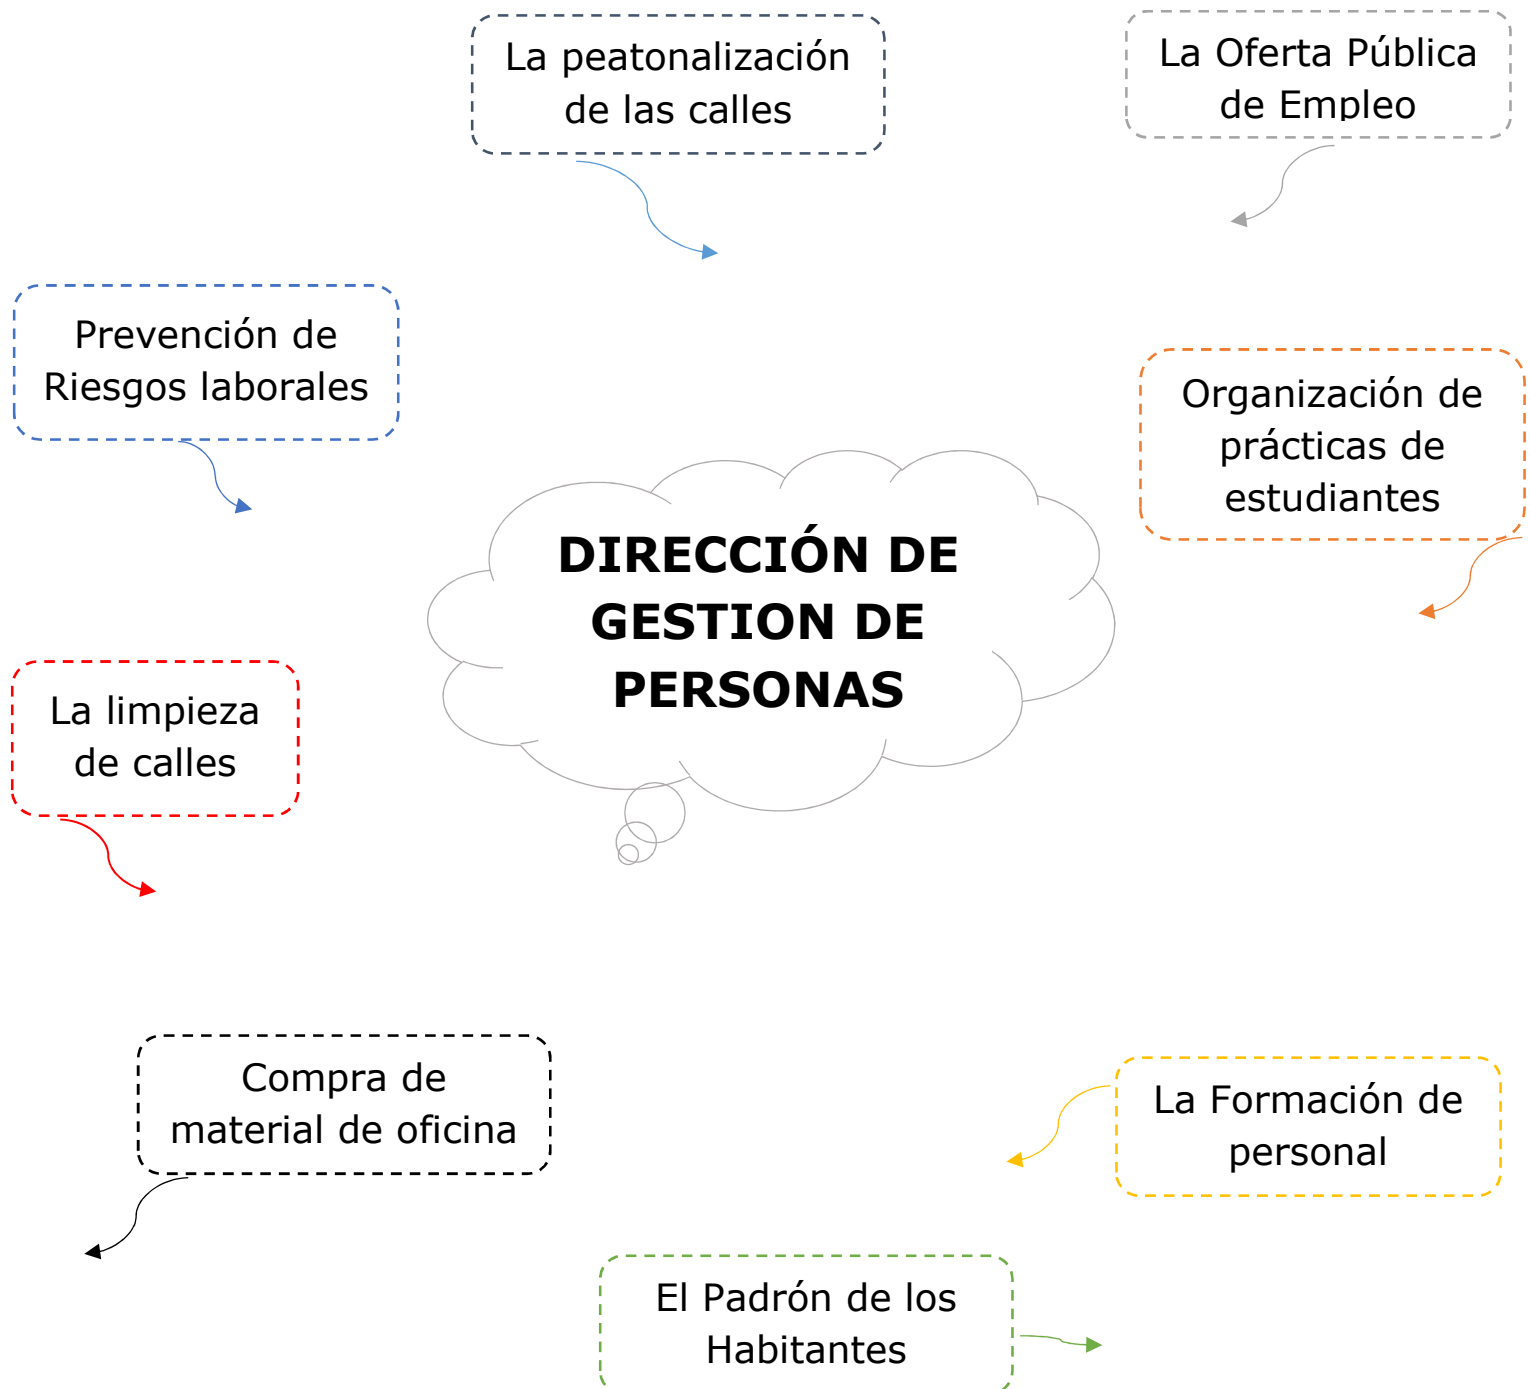 La peatonalización
de las calles
La Oferta Pública
de Empleo
Prevención de
Riesgos laborales
Organización de
prácticas de
estudiantes
DIRECCIÓN DE
GESTION DE
PERSONAS
La limpieza
de calles
Compra de
material de oficina
La Formación de
personal
El Padrón de los
Habitantes